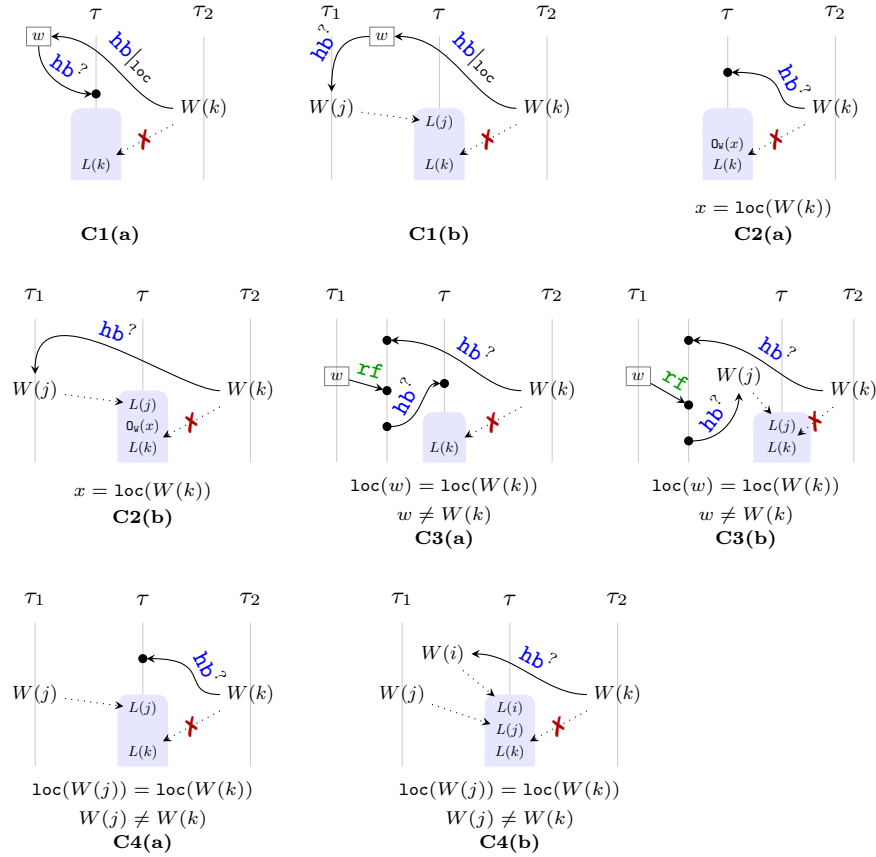 τ τ₂
w hb? hb|loc W(k)
L(k) ✗
C1(a)
τ₁ τ τ₂
w hb? hb|loc W(j) W(k)
L(j)
L(k) ✗
C1(b)
τ τ₂
hb? W(k)
O_W(x)
L(k) ✗
x = loc(W(k))
C2(a)
τ₁ τ τ₂
hb?
W(j) W(k)
L(j)
O_W(x)
L(k) ✗
x = loc(W(k))
C2(b)
τ₁ τ τ₂
hb?
w rf hb? W(k)
L(k) ✗
loc(w) = loc(W(k))
w ≠ W(k)
C3(a)
τ₁ τ τ₂
hb?
w rf W(j) W(k)
hb? L(j) ✗
L(k)
loc(w) = loc(W(k))
w ≠ W(k)
C3(b)
τ₁ τ τ₂
hb?
W(j) W(k)
L(j)
L(k) ✗
loc(W(j)) = loc(W(k))
W(j) ≠ W(k)
C4(a)
τ₁ τ τ₂
W(i) hb?
W(j) W(k)
L(i)
L(j) ✗
L(k)
loc(W(j)) = loc(W(k))
W(j) ≠ W(k)
C4(b)